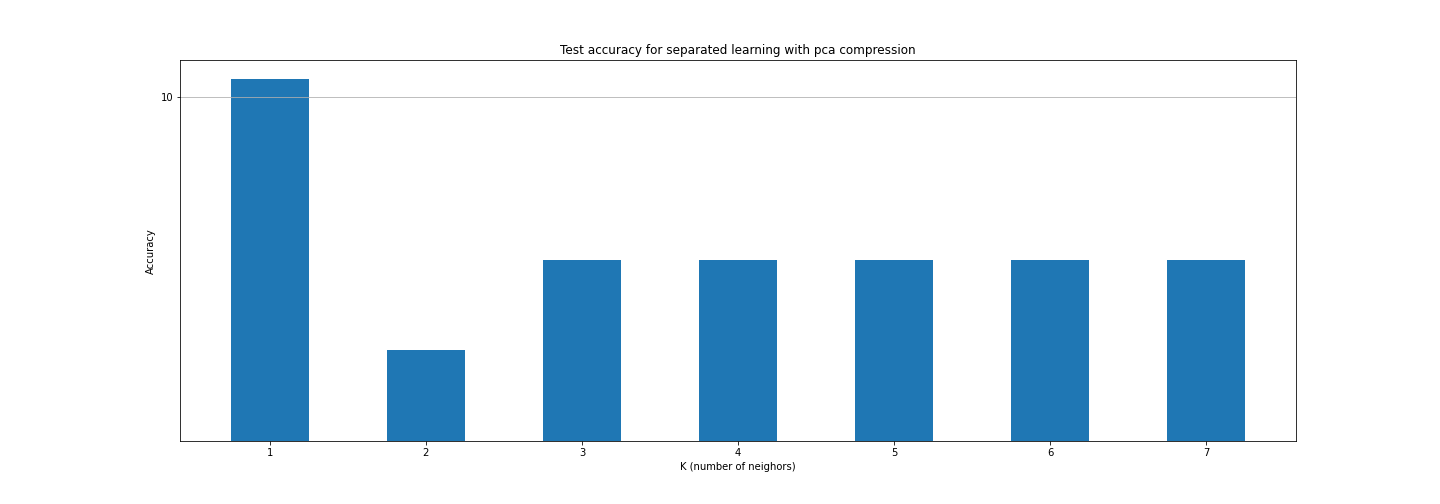 Test accuracy for separated learning with pca compression
10
Accuracy
1 2 3 4 5 6 7
K (number of neighors)